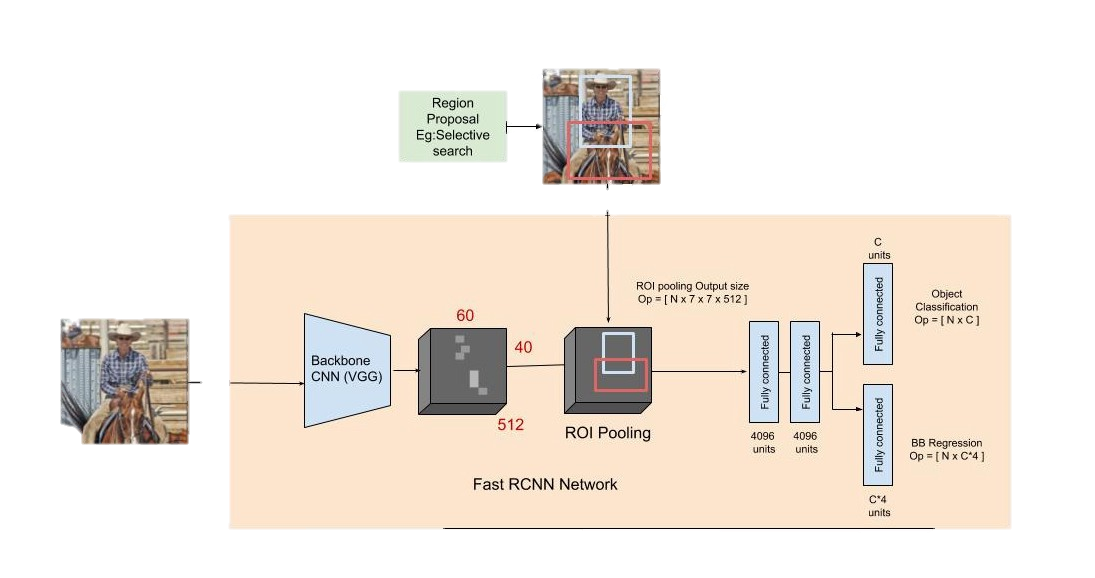 Region
Proposal
Eg:Selective
search
C
units
ROI pooling Output size
Op = [ N x 7 x 7 x 512 ]
Object
Classification
Op = [ N x C ]
Fully connected
60
40
512
Backbone
CNN (VGG)
ROI Pooling
Fully connected
Fully connected
4096
units
4096
units
Fully connected
BB Regression
Op = [ N x C*4 ]
C*4
units
Fast RCNN Network